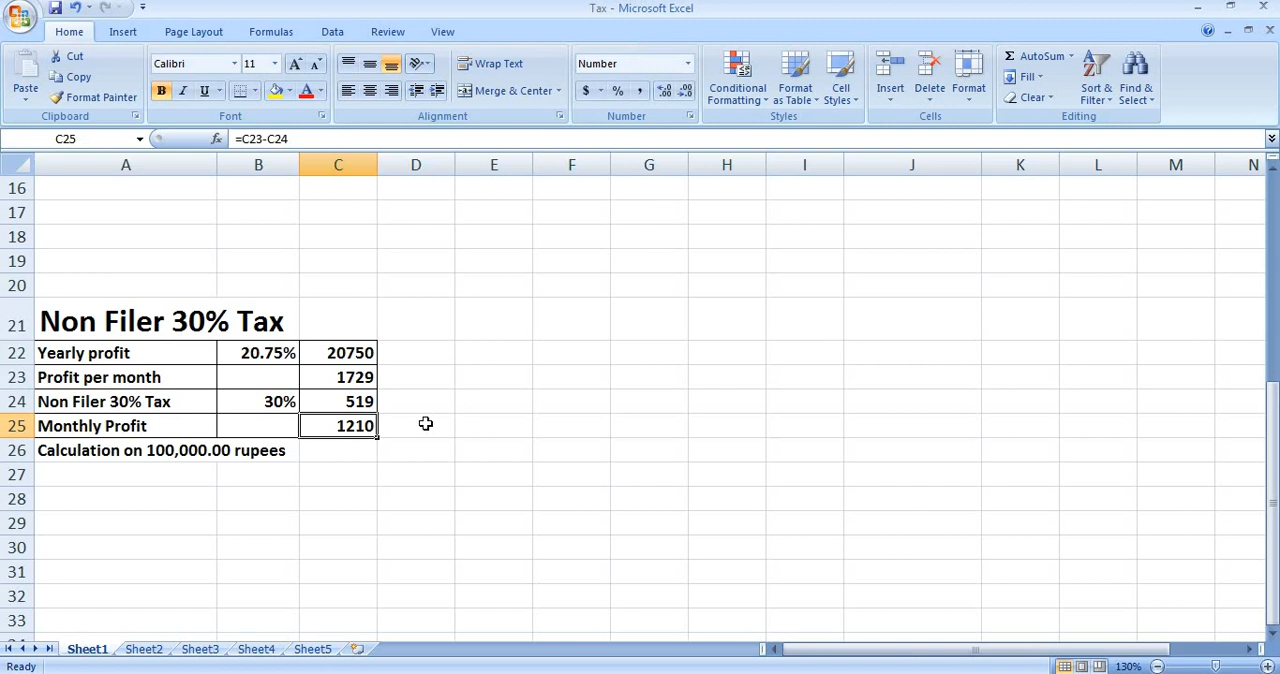 Tax - Microsoft Excel
Home Insert Page Layout Formulas Data Review View
Paste
Cut
Copy
Format Painter
Clipboard
Calibri 11
B I U
Font
Wrap Text
Merge & Center
Alignment
Number
$ % ,
Number
Conditional Formatting
Format as Table
Cell Styles
Styles
Insert Delete Format
Cells
Σ AutoSum
Fill
Clear
Sort & Filter
Find & Select
Editing
C25 fx =C23-C24
A B C D E F G H I J K L M N
16
17
18
19
20
21 Non Filer 30% Tax
22 Yearly profit 20.75% 20750
23 Profit per month 1729
24 Non Filer 30% Tax 30% 519
25 Monthly Profit 1210
26 Calculation on 100,000.00 rupees
27
28
29
30
31
32
33
Sheet1 Sheet2 Sheet3 Sheet4 Sheet5
Ready 130%